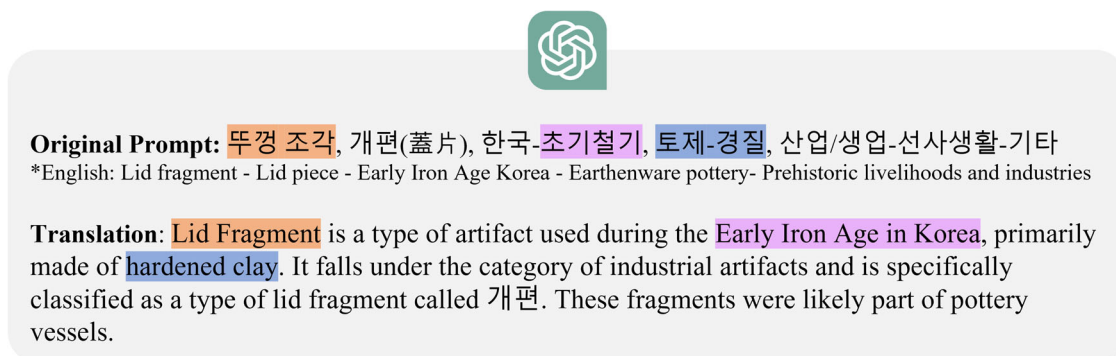 Original Prompt: 뚜껑 조각, 개편(蓋片), 한국-초기철기, 토제-경질, 산업/생업-선사생활-기타
*English: Lid fragment - Lid piece - Early Iron Age Korea - Earthenware pottery- Prehistoric livelihoods and industries
Translation: Lid Fragment is a type of artifact used during the Early Iron Age in Korea, primarily
made of hardened clay. It falls under the category of industrial artifacts and is specifically
classified as a type of lid fragment called 개편. These fragments were likely part of pottery
vessels.